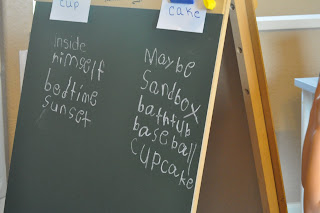 cup
inside
himself
bedtime
sunset
cake
Maybe
Sandbox
bathtub
baseball
cupcake